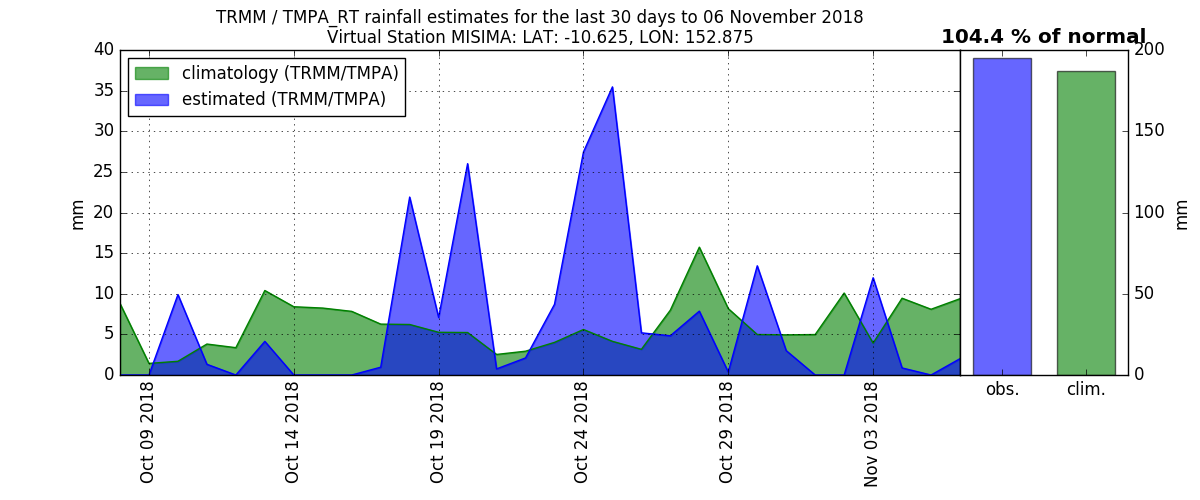 TRMM / TMPA_RT rainfall estimates for the last 30 days to 06 November 2018
Virtual Station MISIMA: LAT: -10.625, LON: 152.875
104.4 % of normal
climatology (TRMM/TMPA)
estimated (TRMM/TMPA)
40
35
30
25
20
15
10
5
0
mm
Oct 09 2018
Oct 14 2018
Oct 19 2018
Oct 24 2018
Oct 29 2018
Nov 03 2018
200
150
100
50
0
mm
obs.
clim.